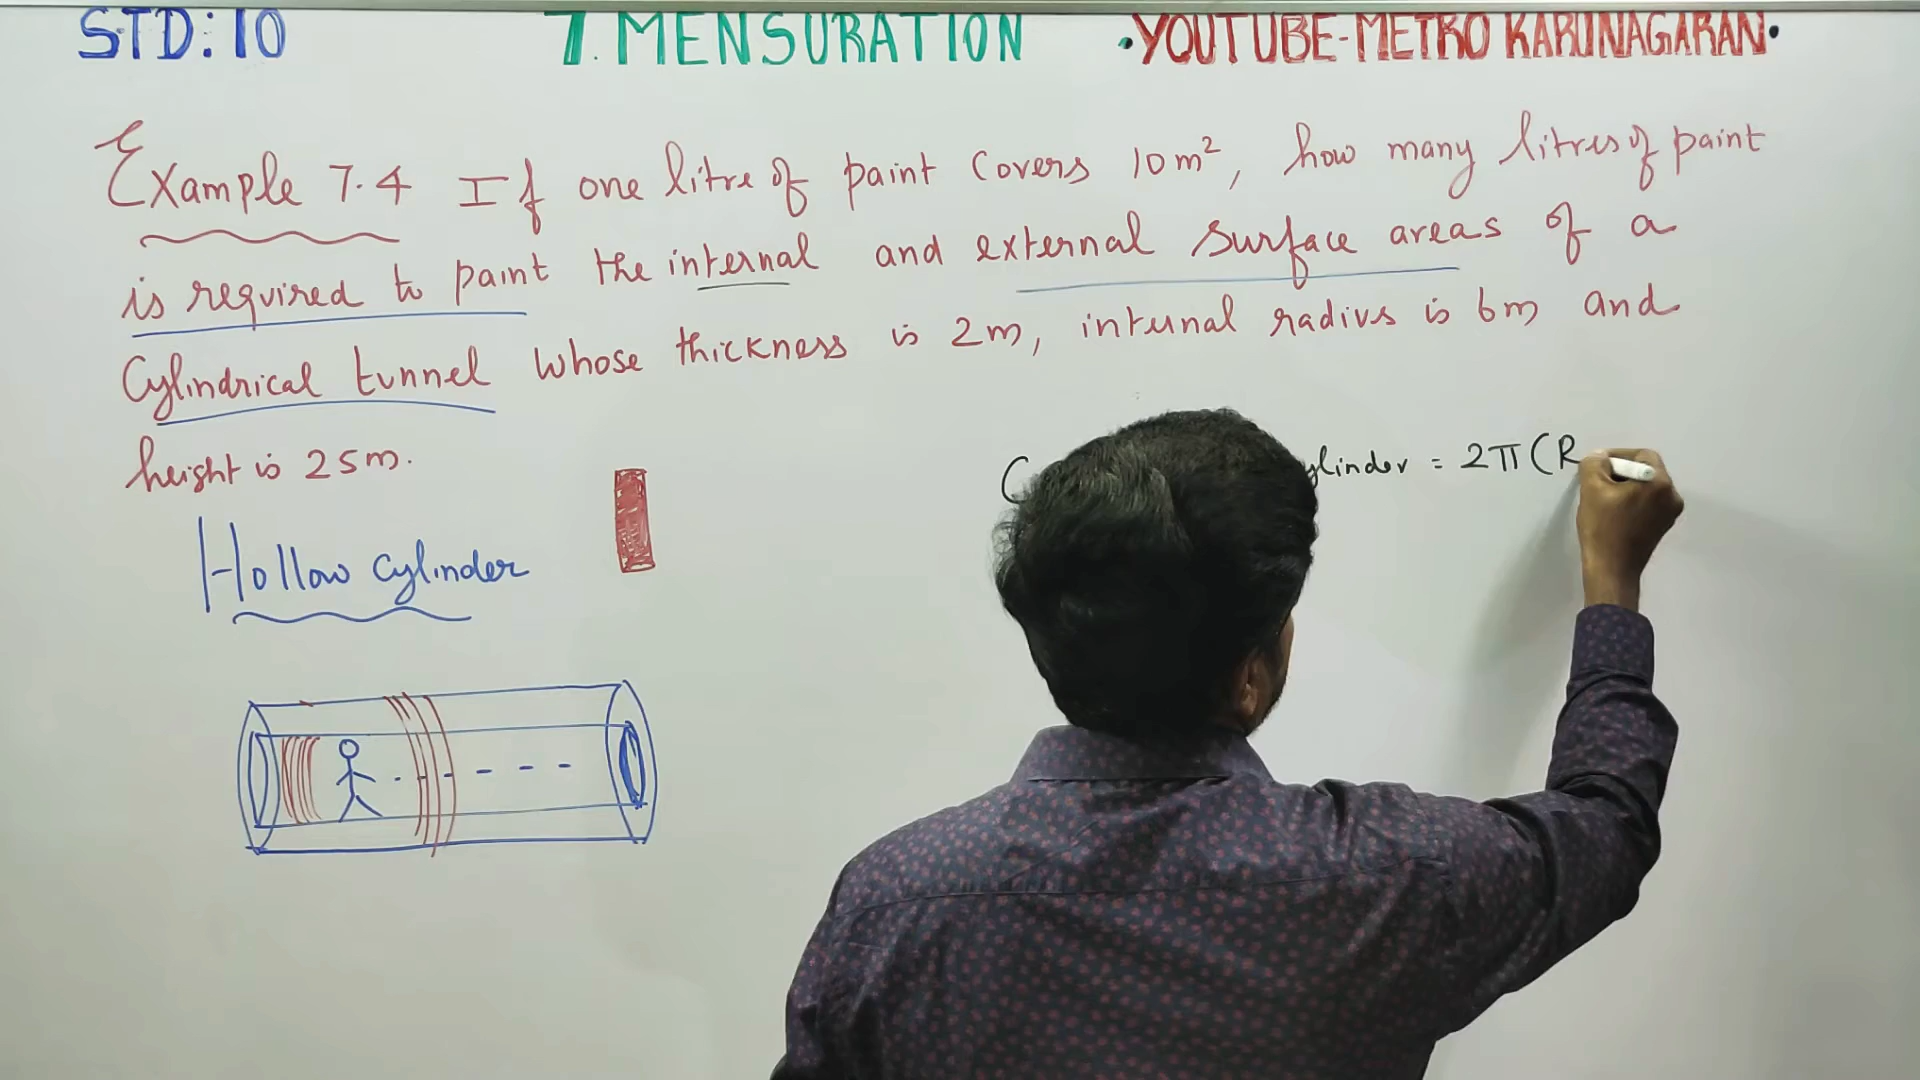 STD:10 7. MENSURATION •YOUTUBE-METRO KARUNAGARAN•
Example 7.4 If one litre of paint covers 10m², how many litres of paint
is required to paint the internal and external surface areas of a
Cylindrical tunnel whose thickness is 2m, internal radius is 6m and
height is 25m.
Hollow cylinder
ylinder = 2π(R